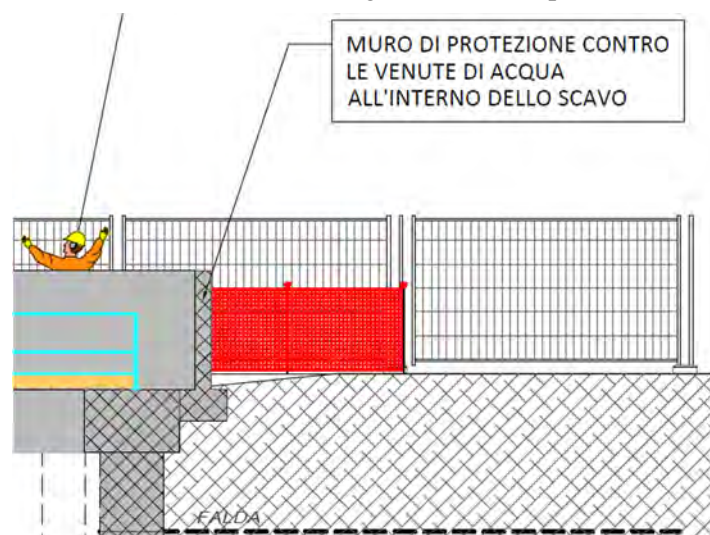 MURO DI PROTEZIONE CONTRO
LE VENUTE DI ACQUA
ALL'INTERNO DELLO SCAVO
FALDA